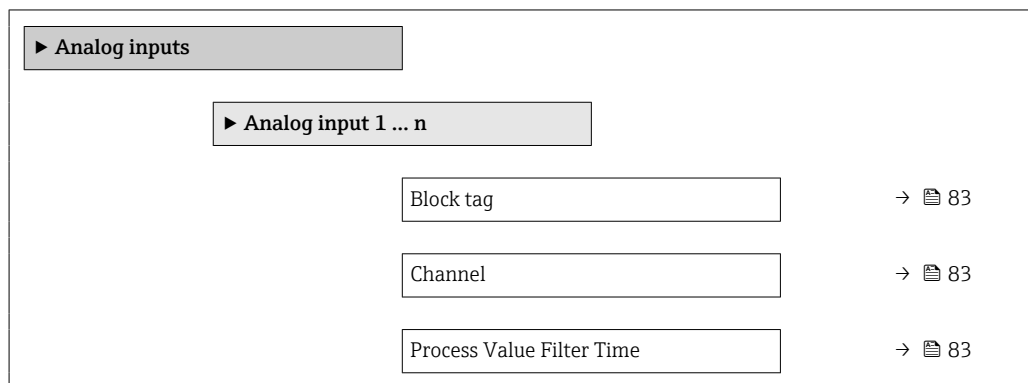 ▶ Analog inputs
▶ Analog input 1 ... n
Block tag → 83
Channel → 83
Process Value Filter Time → 83